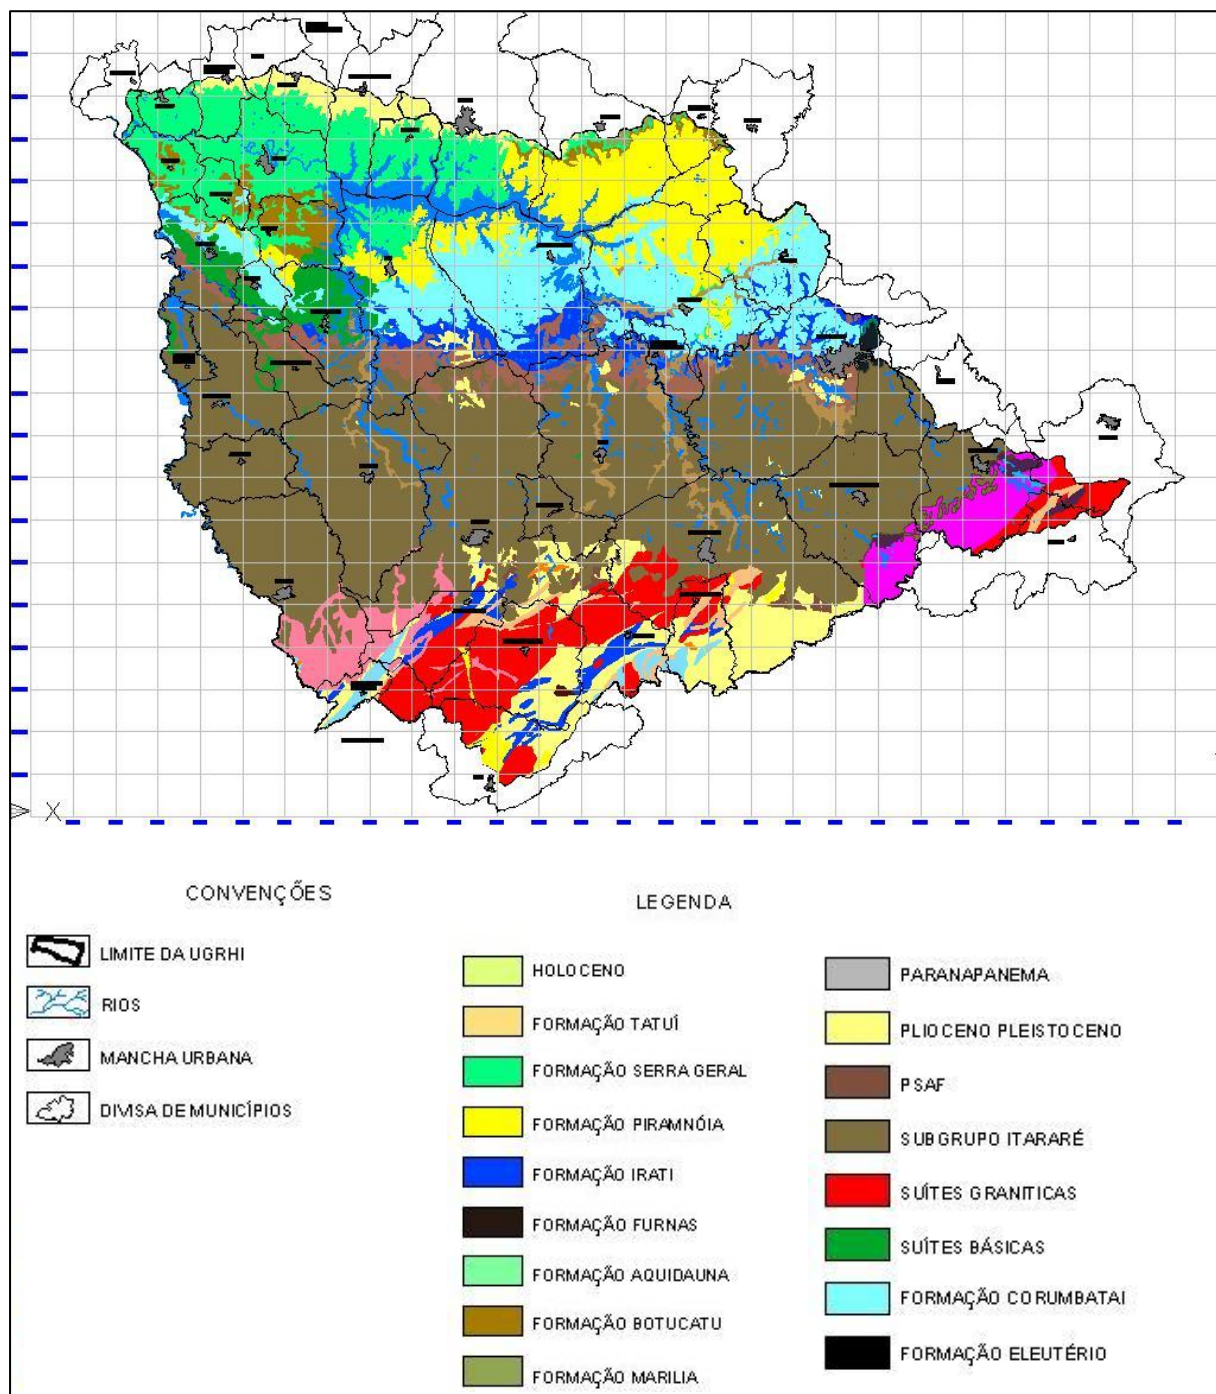 X
CONVENÇÕES
LIMITE DA UGRHI
RIOS
MANCHA URBANA
DIVISA DE MUNICÍPIOS
LEGENDA
HOLOCENO
FORMAÇÃO TATUÍ
FORMAÇÃO SERRA GERAL
FORMAÇÃO PIRAMNÓIA
FORMAÇÃO IRATI
FORMAÇÃO FURNAS
FORMAÇÃO AQUIDAUNA
FORMAÇÃO BOTUCATU
FORMAÇÃO MARILIA
PARANAPANEMA
PLIOCENO PLEISTOCENO
PSAF
SUBGRUPO ITARARÉ
SUÍTES GRANITICAS
SUÍTES BÁSICAS
FORMAÇÃO CORUMBATAI
FORMAÇÃO ELEUTÉRIO